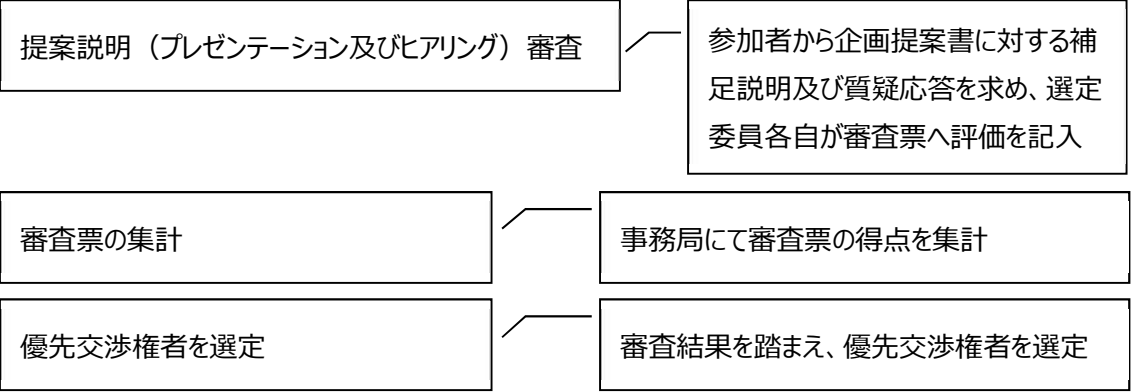 提案説明（プレゼンテーション及びヒアリング）審査
参加者から企画提案書に対する補
足説明及び質疑応答を求め、選定
委員各自が審査票へ評価を記入
審査票の集計
事務局にて審査票の得点を集計
優先交渉権者を選定
審査結果を踏まえ、優先交渉権者を選定